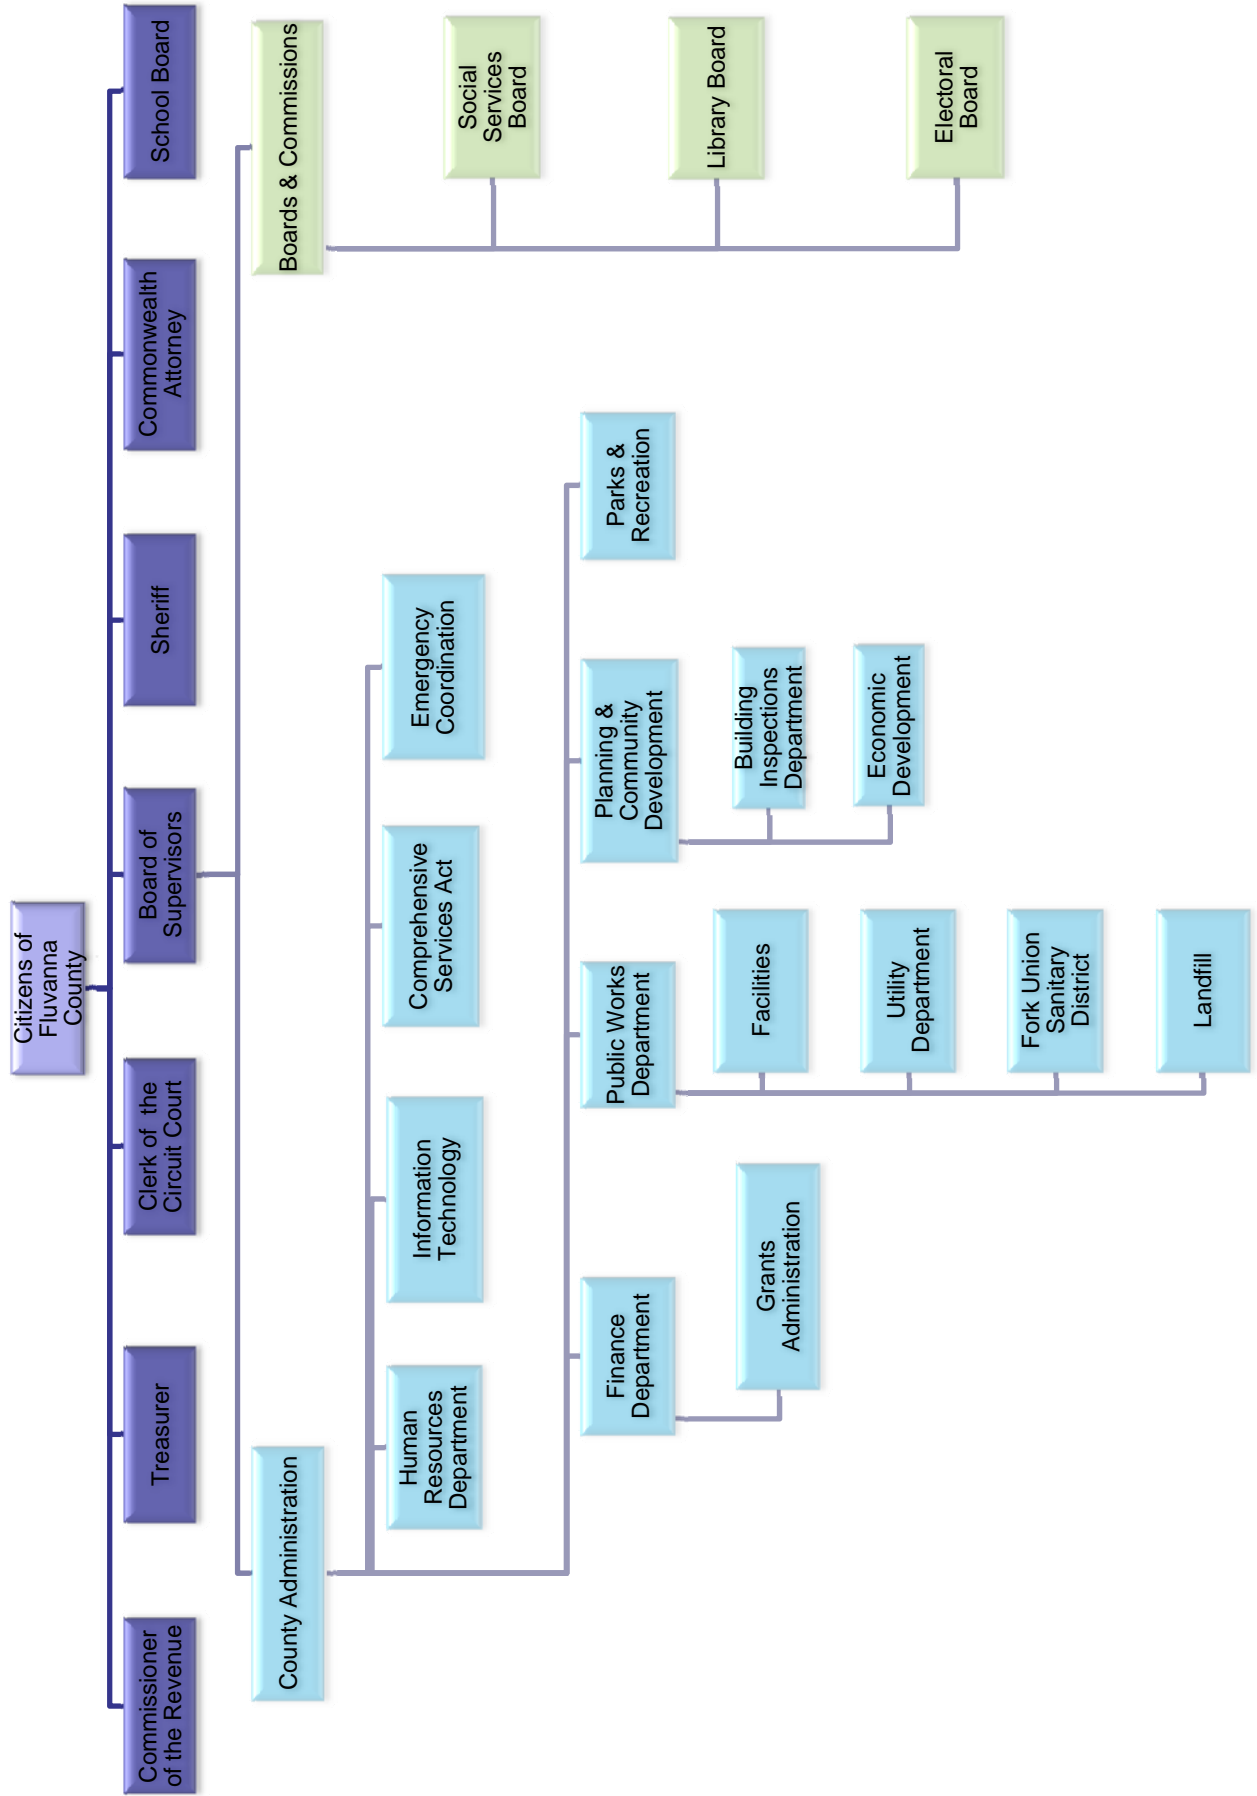 Citizens of
Fluvanna
County
Commissioner
of the Revenue
Treasurer
Clerk of the
Circuit Court
Board of
Supervisors
Sheriff
Commonwealth
Attorney
School Board
County Administration
Boards & Commissions
Human
Resources
Department
Information
Technology
Comprehensive
Services Act
Emergency
Coordination
Social
Services
Board
Library Board
Electoral
Board
Finance
Department
Public Works
Department
Planning &
Community
Development
Parks &
Recreation
Grants
Administration
Facilities
Utility
Department
Fork Union
Sanitary
District
Landfill
Building
Inspections
Department
Economic
Development